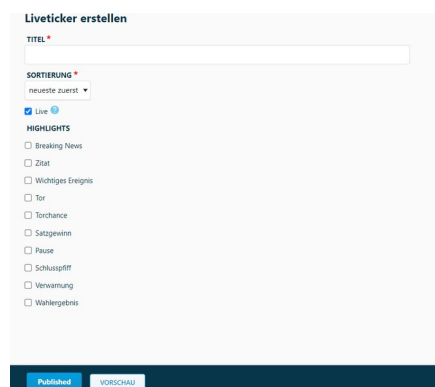 Liveticker erstellen
TITEL *
SORTIERUNG *
neueste zuerst
Live ?
HIGHLIGHTS
Breaking News
Zitat
Wichtiges Ereignis
Tor
Torchance
Satzgewinn
Pause
Schlusspfiff
Verwarnung
Wahlergebnis
Published VORSCHAU